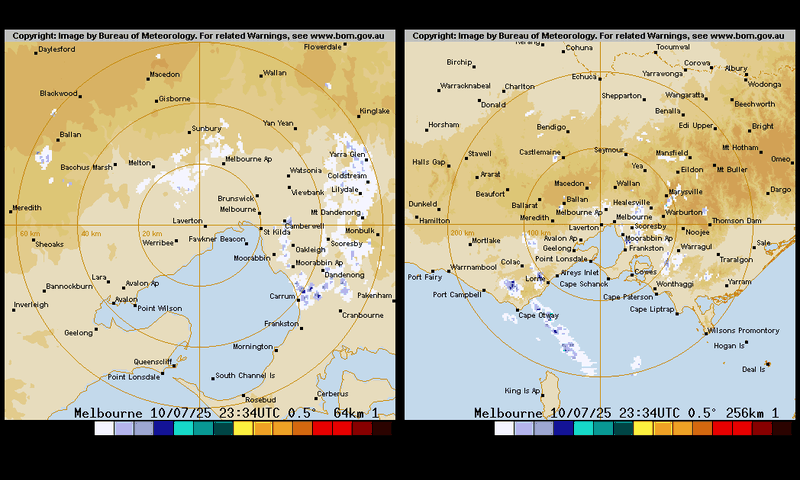 Copyright: Image by Bureau of Meteorology. For related Warnings, see www.bom.gov.au
Daylesford
Flowerdale
Macedon
Wallan
Blackwood
Gisborne
Kinglake
Sunbury
Yan Yean
Ballan
Yarra Glen
Bacchus Marsh
Melton
Melbourne Ap
Watsonia
Coldstream
Viewbank
Lilydale
Brunswick
Meredith
Melbourne
Mt Dandenong
Laverton
Camberwell
60 km
40 km
20 km
St Kilda
Monbulk
Sheoaks
Werribee
Fawkner Beacon
Scoresby
Oakleigh
Moorabbin
Moorabbin Ap
Dandenong
Lara
Avalon Ap
Bannockburn
Carrum
Pakenham
Avalon
Inverleigh
Point Wilson
Cranbourne
Geelong
Frankston
Mornington
Queenscliff
Point Lonsdale
South Channel Is
Cerberus
Rosebud
Melbourne 10/07/25 23:34UTC 0.5° 64km 1
Copyright: Image by Bureau of Meteorology. For related Warnings, see www.bom.gov.au
Cohuna
Tocumwal
Birchip
Corowa
Albury
Echuca
Yarrawonga
Warracknabeal
Charlton
Wodonga
Shepparton
Wangaratta
Donald
Beechworth
Benalla
Horsham
Bendigo
Edi Upper
Bright
Seymour
Mt Hotham
Stawell
Castlemaine
Mansfield
Halls Gap
Omeo
Yea
Eildon
Mt Buller
Ararat
Macedon
Wallan
Beaufort
Marysville
Dargo
Ballarat
Ballan
Healesville
Dunkeld
Melbourne Ap
Warburton
Hamilton
Meredith
Melbourne
Thomson Dam
200 km
100 km
Laverton
Scoresby
Noojee
Mortlake
Avalon Ap
Moorabbin Ap
Sale
Geelong
Frankston
Warragul
Colac
Point Lonsdale
Traralgon
Warrnambool
Port Fairy
Lorne
Aireys Inlet
Cowes
Cape Schanck
Wonthaggi
Yarram
Port Campbell
Cape Paterson
Cape Otway
Cape Liptrap
Wilsons Promontory
Hogan Is
Deal Is
King Is Ap
Melbourne 10/07/25 23:34UTC 0.5° 256km 1